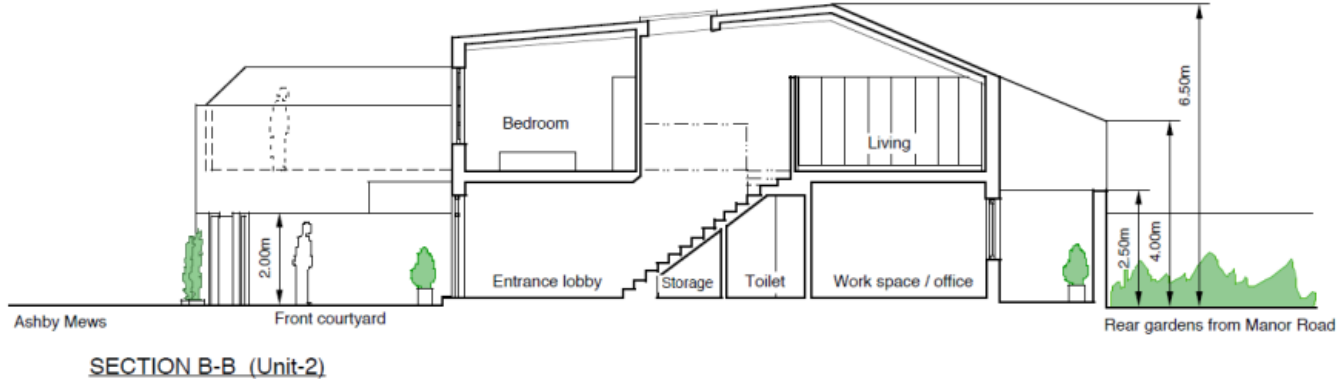 6.50m
Bedroom
Living
2.00m
2.50m
4.00m
Entrance lobby
Storage
Toilet
Work space / office
Ashby Mews
Front courtyard
Rear gardens from Manor Road
SECTION B-B (Unit-2)